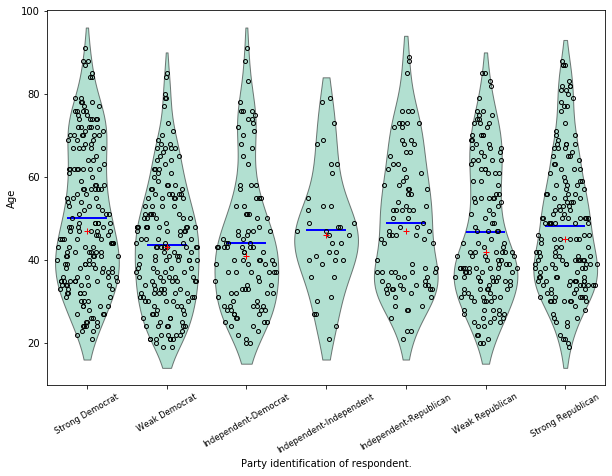 100
80
60
40
20
Age
Strong Democrat
Weak Democrat
Independent-Democrat
Independent-Independent
Independent-Republican
Weak Republican
Strong Republican
Party identification of respondent.